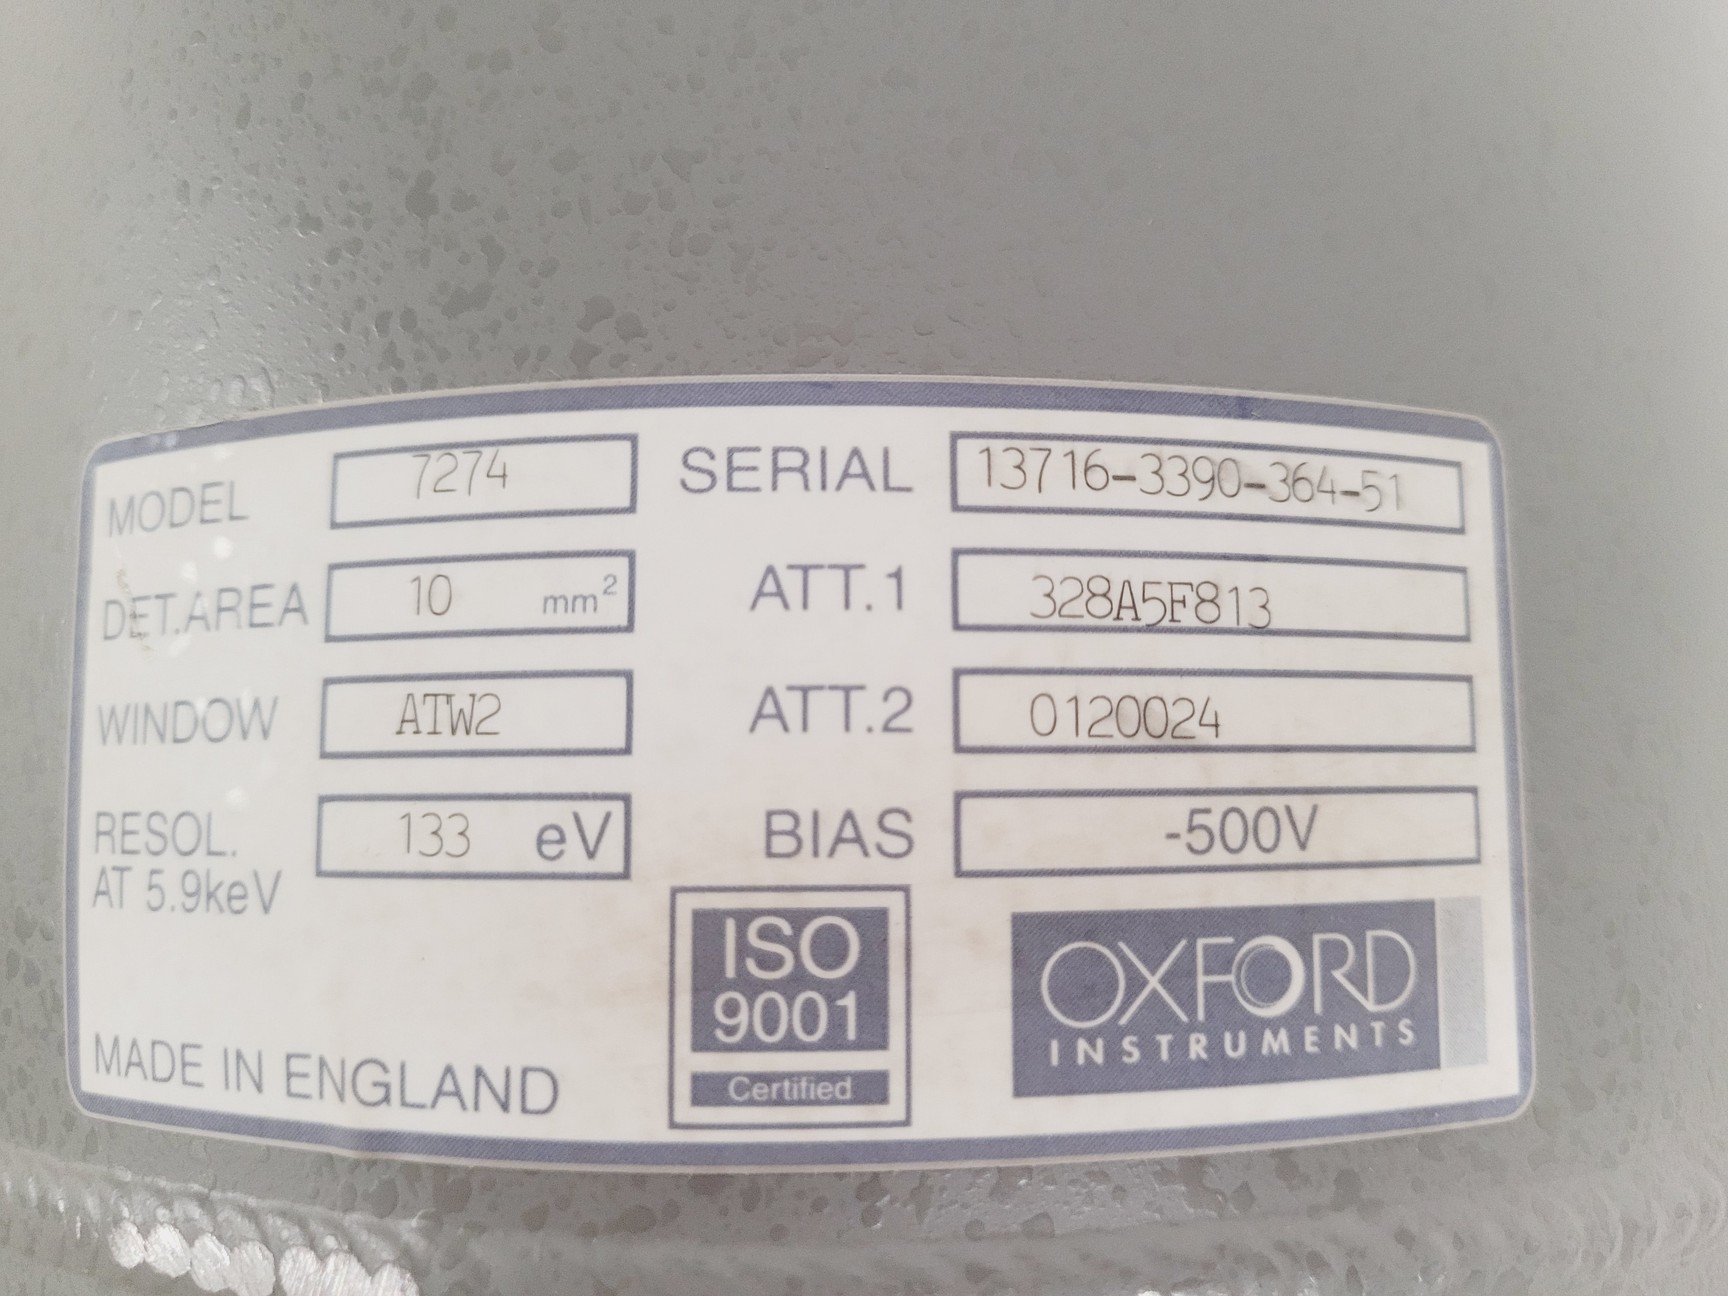 MODEL 7274 SERIAL 13716-3390-364-51
DET.AREA 10 mm² ATT.1 328A5F813
WINDOW ATW2 ATT.2 0120024
RESOL. 133 eV BIAS -500V
AT 5.9keV
ISO
9001
Certified
OXFORD
INSTRUMENTS
MADE IN ENGLAND